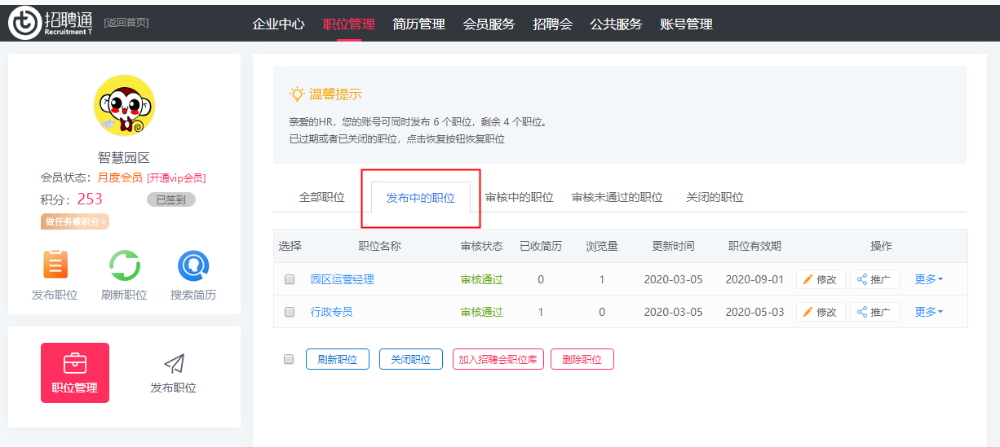 招聘通
Recruitment T
[返回首页]
企业中心 职位管理 简历管理 会员服务 招聘会 公共服务 账号管理
智慧园区
会员状态：月度会员 [开通vip会员]
积分：253 已签到
做任务赚积分>
发布职位 刷新职位 搜索简历
职位管理 发布职位
温馨提示
亲爱的HR，您的账号可同时发布 6 个职位，剩余 4 个职位。
已过期或者已关闭的职位，点击恢复按钮恢复职位
全部职位 发布中的职位 审核中的职位 审核未通过的职位 关闭的职位
选择 职位名称 审核状态 已收简历 浏览量 更新时间 职位有效期 操作
园区运营经理 审核通过 0 1 2020-03-05 2020-09-01 修改 推广 更多
行政专员 审核通过 1 0 2020-03-05 2020-05-03 修改 推广 更多
刷新职位 关闭职位 加入招聘会职位库 删除职位